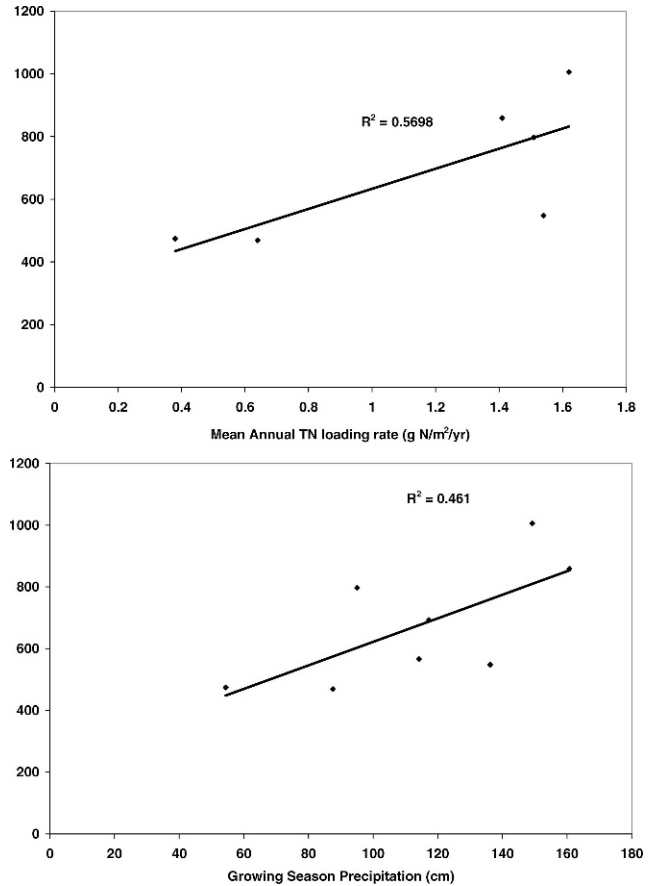 1200
1000
R² = 0.5698
800
600
400
200
0
0 0.2 0.4 0.6 0.8 1 1.2 1.4 1.6 1.8
Mean Annual TN loading rate (g N/m²/yr)
1200
R² = 0.461
1000
800
600
400
200
0
0 20 40 60 80 100 120 140 160 180
Growing Season Precipitation (cm)